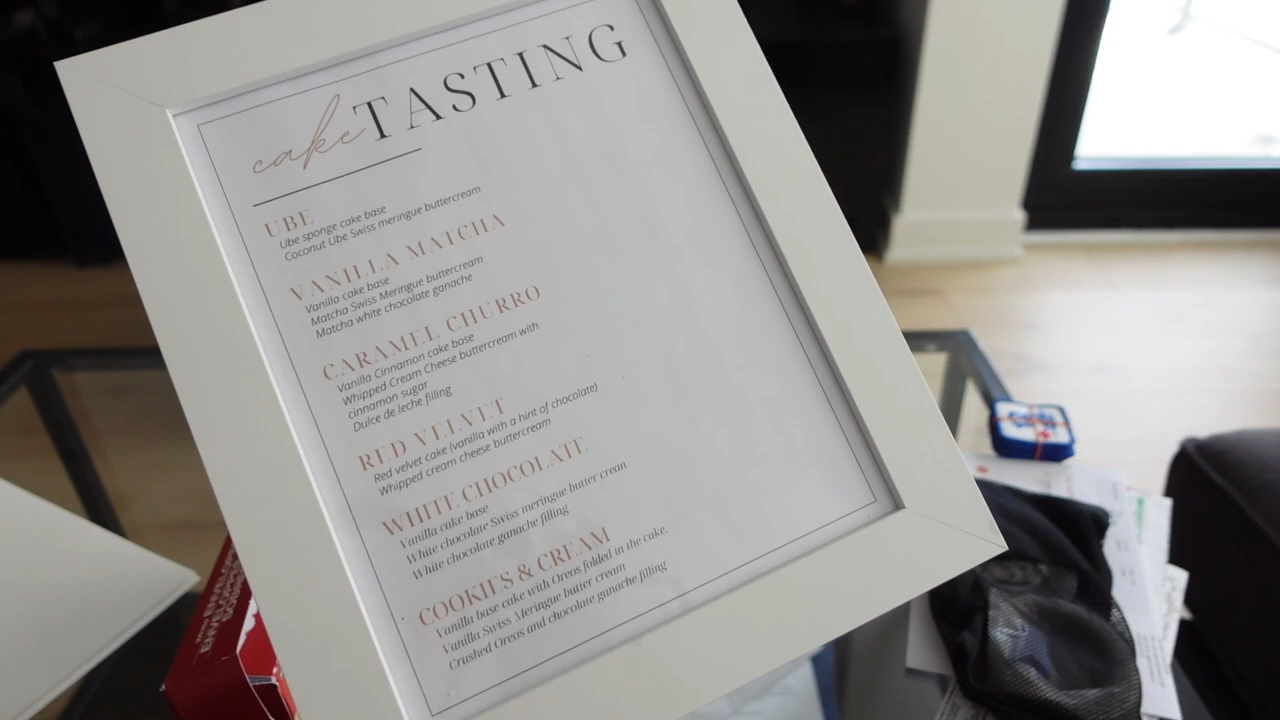 cake TASTING
UBE
Ube sponge cake base
Coconut Ube Swiss meringue buttercream
VANILLA MATCHA
Vanilla cake base
Matcha Swiss Meringue buttercream
Matcha white chocolate ganache
CARAMEL CHURRO
Vanilla Cinnamon cake base
Whipped Cream Cheese buttercream with
cinnamon sugar
Dulce de leche filling
RED VELVET
Red velvet cake (vanilla with a hint of chocolate)
Whipped cream cheese buttercream
WHITE CHOCOLATE
Vanilla cake base
White chocolate Swiss meringue butter crean
White chocolate ganache filling
COOKIES & CREAM
Vanilla base cake with Oreos folded in the cake.
Vanilla Swiss Meringue butter cream
Crushed Oreos and chocolate ganache filling